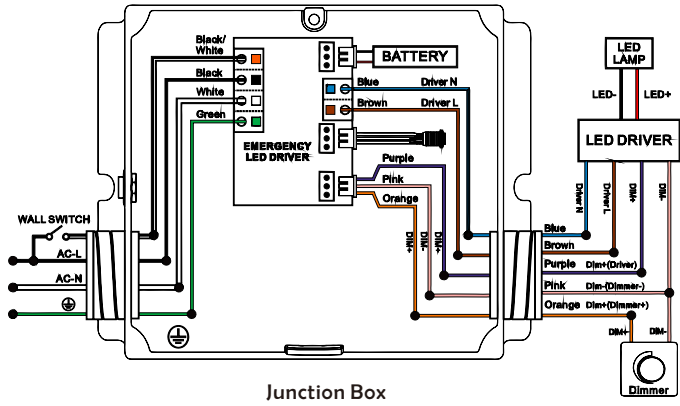 Black/
White
Black
White
Green
BATTERY
Blue
Driver N
Brown
Driver L
EMERGENCY
LED DRIVER
Purple
Pink
Orange
DIM+
DIM-
DIM+
LED
LAMP
LED-
LED+
LED DRIVER
Driver N
Driver L
DIM+
DIM-
WALL SWITCH
AC-L
AC-N
Blue
Brown
Purple Dim+(Driver)
Pink Dim-(Dimmer-)
Orange Dim+(Dimmer+)
DIM+
DIM-
Dimmer
Junction Box